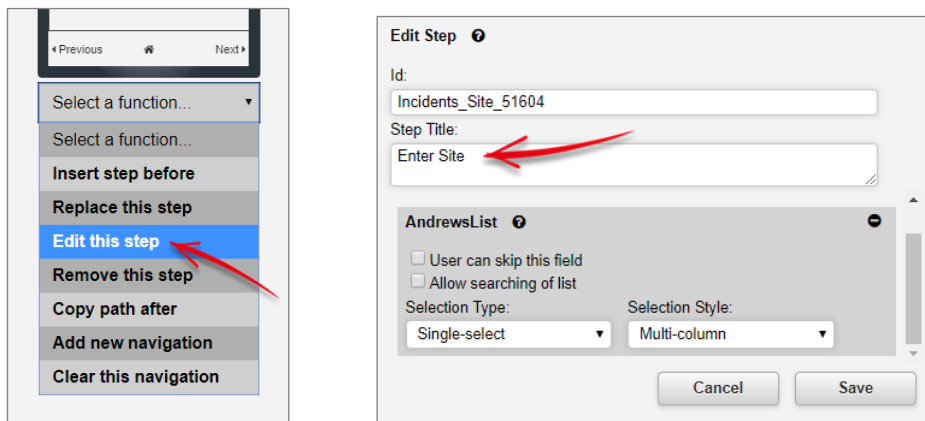 Previous Next
Select a function...
Select a function...
Insert step before
Replace this step
Edit this step
Remove this step
Copy path after
Add new navigation
Clear this navigation
Edit Step
Id:
Incidents_Site_51604
Step Title:
Enter Site
AndrewsList
User can skip this field
Allow searching of list
Selection Type: Selection Style:
Single-select Multi-column
Cancel Save